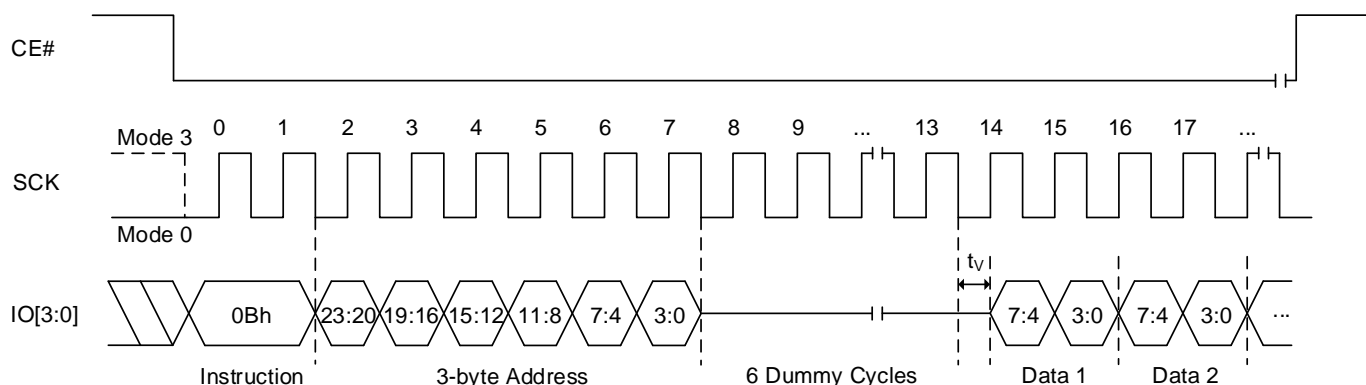 CE#
0 1 2 3 4 5 6 7 8 9 ... 13 14 15 16 17 ...
Mode 3
SCK
Mode 0
tV
IO[3:0] 0Bh 23:20 19:16 15:12 11:8 7:4 3:0 7:4 3:0 7:4 3:0 ...
Instruction 3-byte Address 6 Dummy Cycles Data 1 Data 2